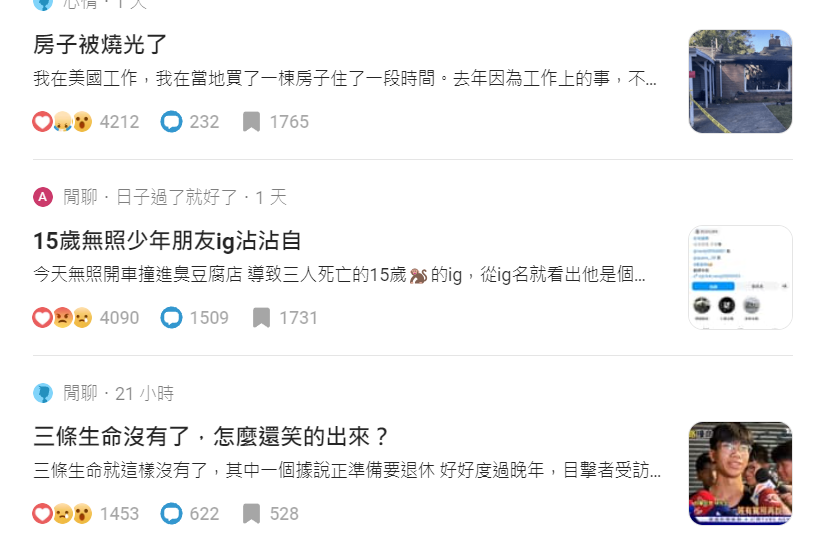 心情・1 天
房子被燒光了
我在美國工作，我在當地買了一棟房子住了一段時間。去年因為工作上的事，不…
4212 232 1765
A 閒聊・日子過了就好了・1 天
15歲無照少年朋友ig沾沾自
今天無照開車撞進臭豆腐店 導致三人死亡的15歲🐿️的ig，從ig名就看出他是個…
4090 1509 1731
閒聊・21 小時
三條生命沒有了，怎麼還笑的出來？
三條生命就這樣沒有了，其中一個據說正準備要退休 好好度過晚年，目擊者受訪…
1453 622 528